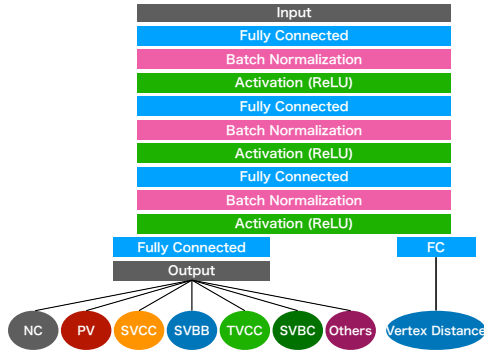 Input
Fully Connected
Batch Normalization
Activation (ReLU)
Fully Connected
Batch Normalization
Activation (ReLU)
Fully Connected
Batch Normalization
Activation (ReLU)
Fully Connected FC
Output
NC PV SVCC SVBB TVCC SVBC Others Vertex Distance